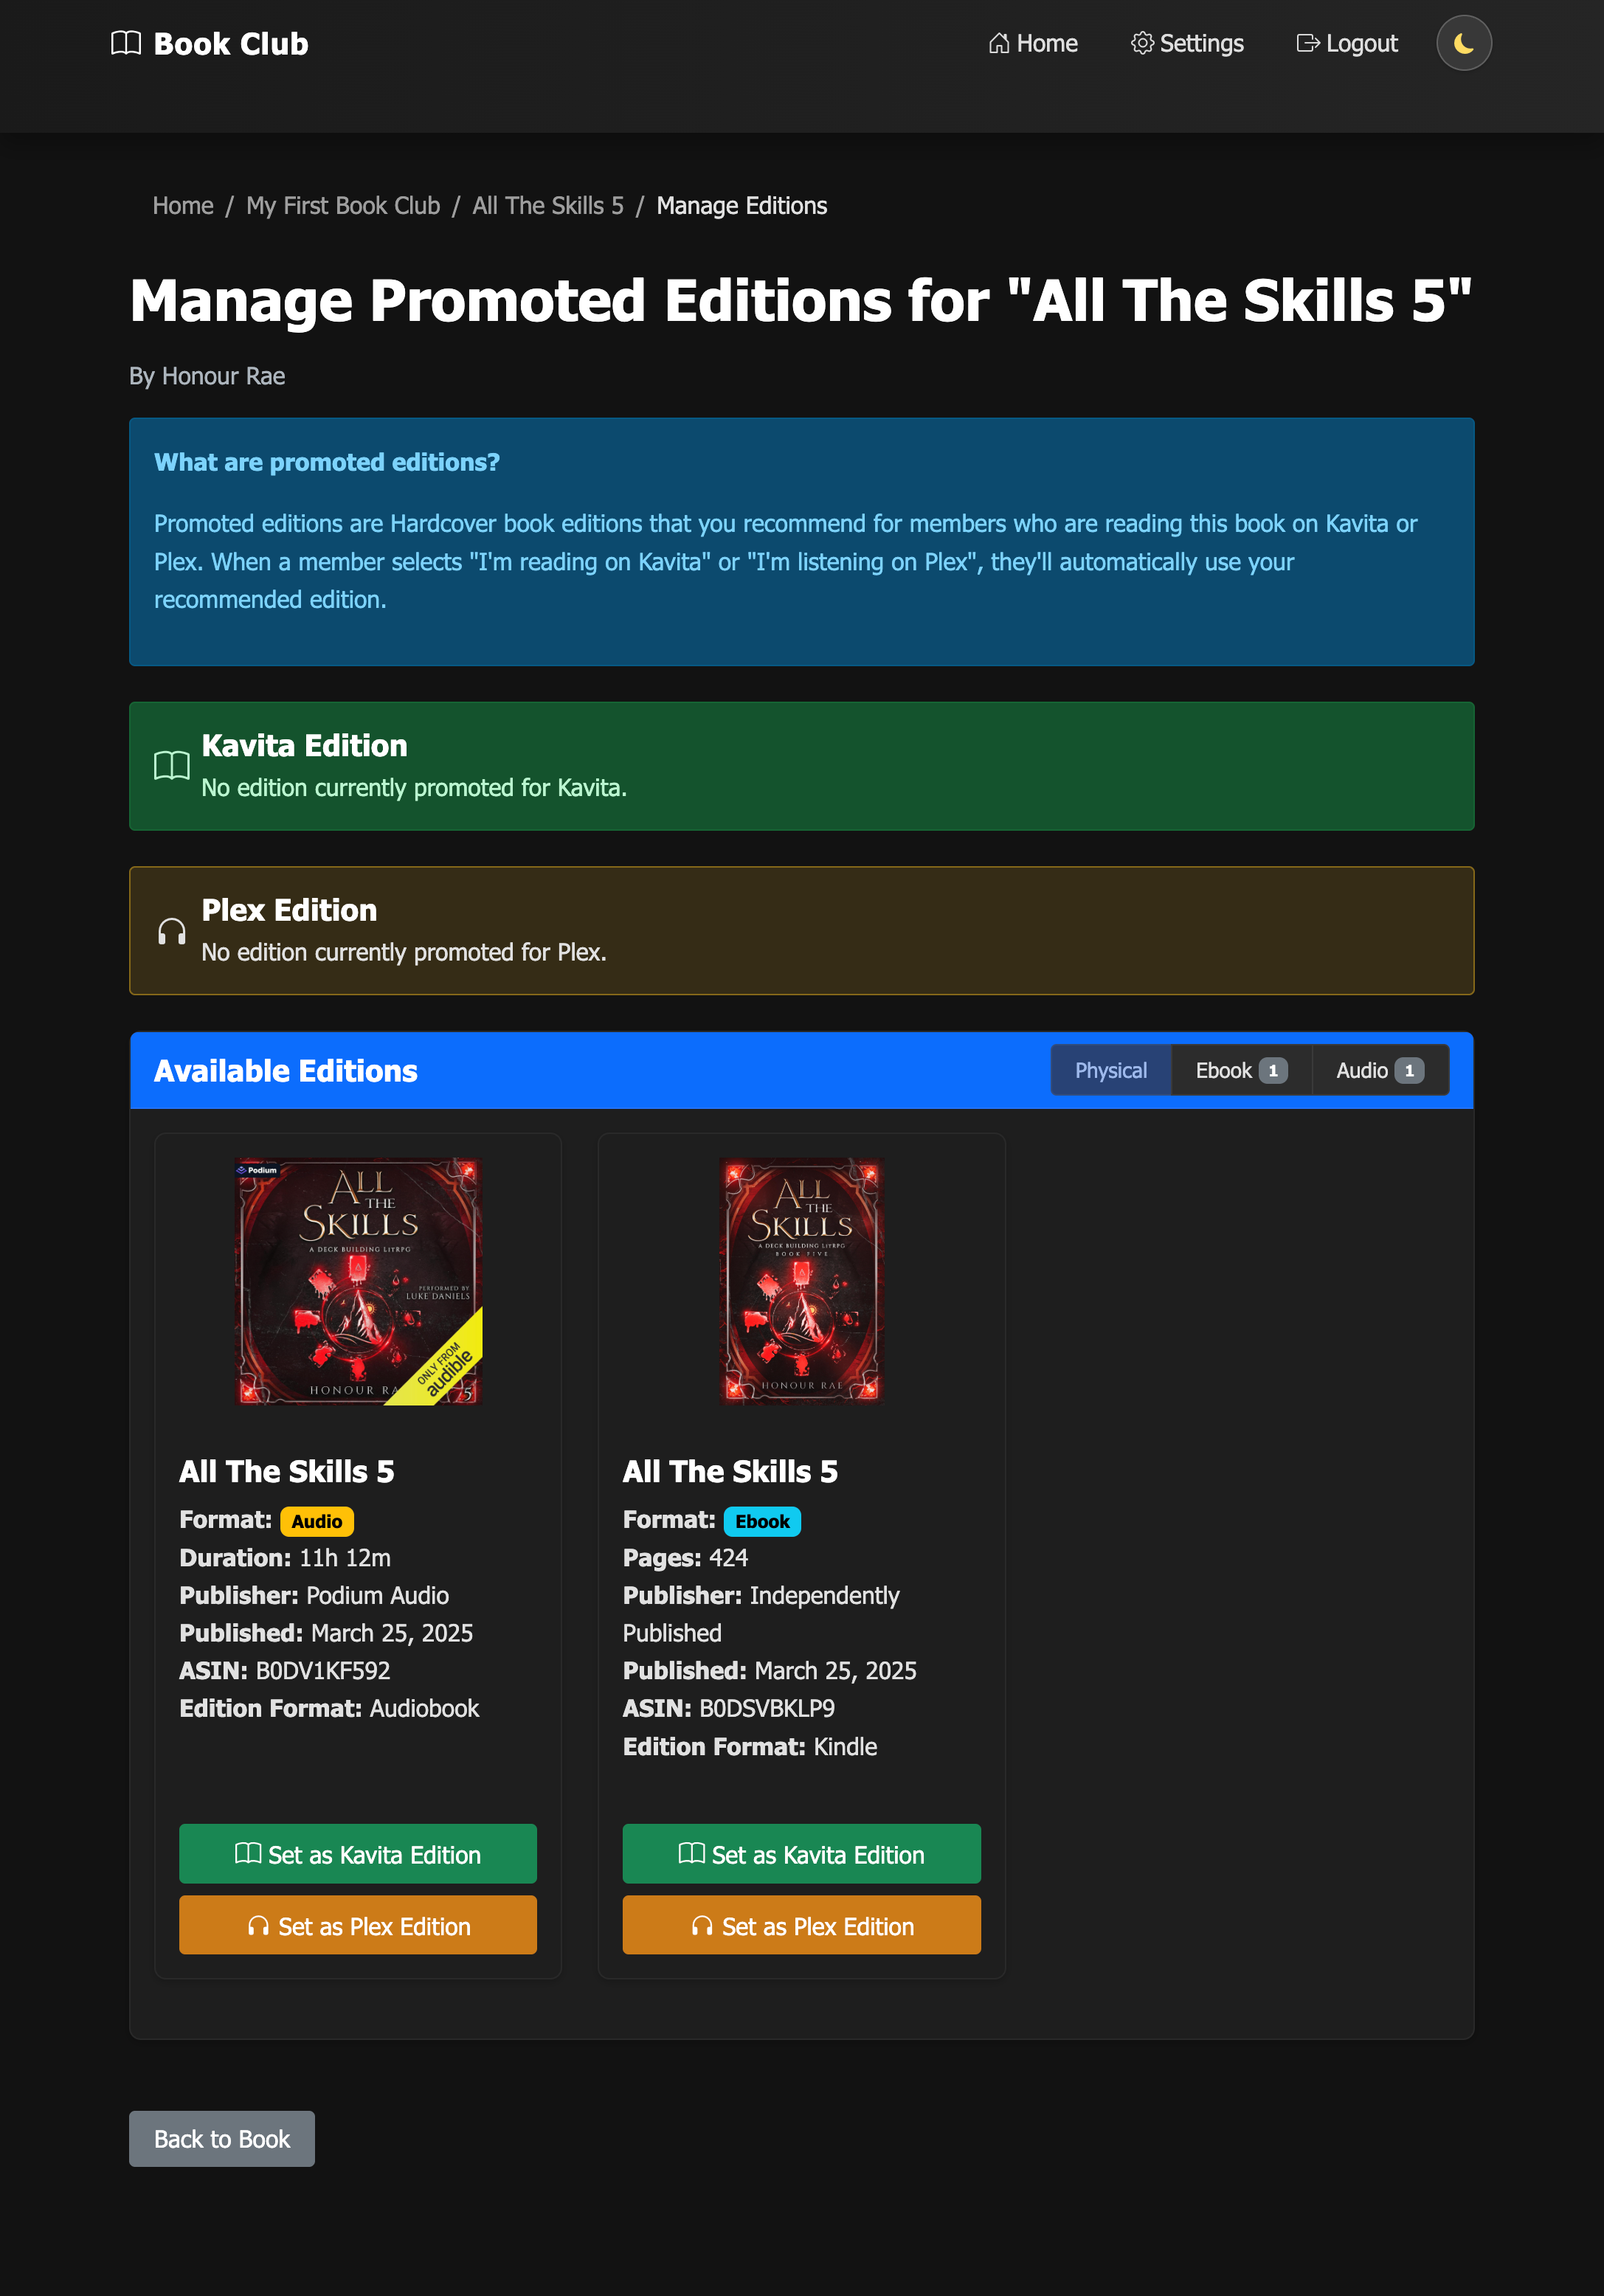 Book Club
Home
Settings
Logout
Home / My First Book Club / All The Skills 5 / Manage Editions
Manage Promoted Editions for "All The Skills 5"
By Honour Rae
What are promoted editions?
Promoted editions are Hardcover book editions that you recommend for members who are reading this book on Kavita or
Plex. When a member selects "I'm reading on Kavita" or "I'm listening on Plex", they'll automatically use your
recommended edition.
Kavita Edition
No edition currently promoted for Kavita.
Plex Edition
No edition currently promoted for Plex.
Available Editions
Physical
Ebook 1
Audio 1
Podium
ALL
THE
SKILLS
A DECK BUILDING LITRPG
PERFORMED BY
LUKE DANIELS
ONLY FROM
audible
HONOUR
5
All The Skills 5
Format: Audio
Duration: 11h 12m
Publisher: Podium Audio
Published: March 25, 2025
ASIN: B0DV1KF592
Edition Format: Audiobook
Set as Kavita Edition
Set as Plex Edition
ALL
THE
SKILLS
A DECK BUILDING LITRPG
BOOK FIVE
HONOUR RAE
All The Skills 5
Format: Ebook
Pages: 424
Publisher: Independently
Published
Published: March 25, 2025
ASIN: B0DSVBKLP9
Edition Format: Kindle
Set as Kavita Edition
Set as Plex Edition
Back to Book